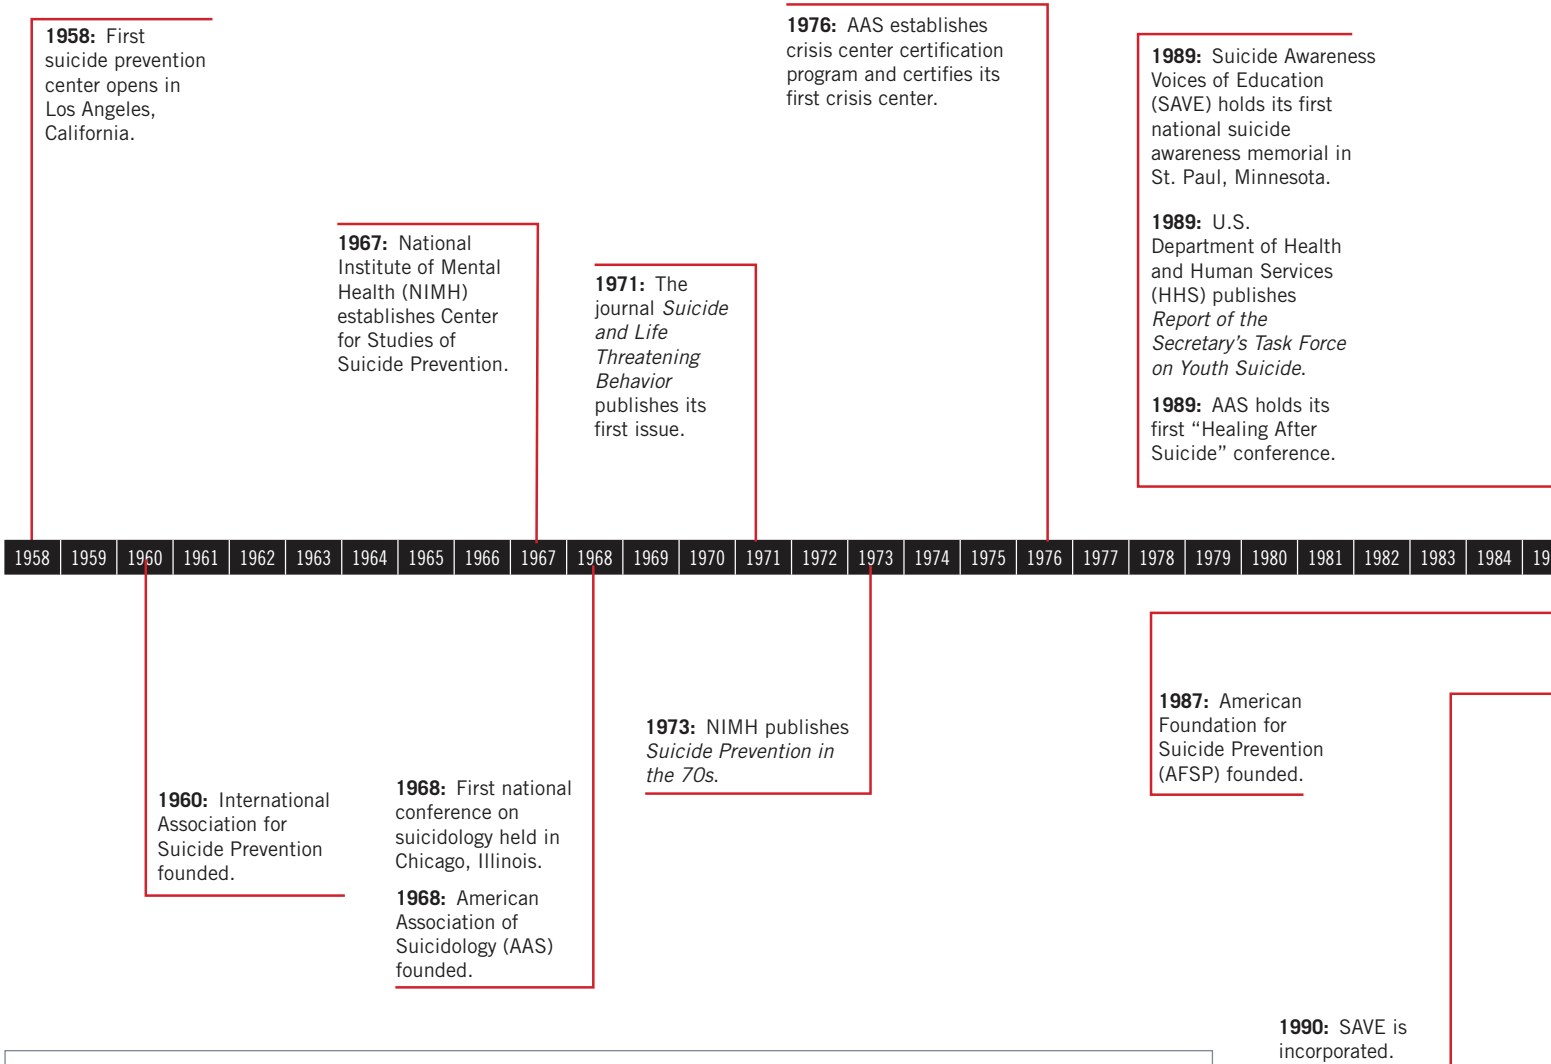 1958: First
suicide prevention
center opens in
Los Angeles,
California.
1967: National
Institute of Mental
Health (NIMH)
establishes Center
for Studies of
Suicide Prevention.
1971: The
journal Suicide
and Life
Threatening
Behavior
publishes its
first issue.
1976: AAS establishes
crisis center certification
program and certifies its
first crisis center.
1989: Suicide Awareness
Voices of Education
(SAVE) holds its first
national suicide
awareness memorial in
St. Paul, Minnesota.
1989: U.S.
Department of Health
and Human Services
(HHS) publishes
Report of the
Secretary’s Task Force
on Youth Suicide.
1989: AAS holds its
first “Healing After
Suicide” conference.
1958 1959 1960 1961 1962 1963 1964 1965 1966 1967 1968 1969 1970 1971 1972 1973 1974 1975 1976 1977 1978 1979 1980 1981 1982 1983 1984 19
1960: International
Association for
Suicide Prevention
founded.
1968: First national
conference on
suicidology held in
Chicago, Illinois.
1968: American
Association of
Suicidology (AAS)
founded.
1973: NIMH publishes
Suicide Prevention in
the 70s.
1987: American
Foundation for
Suicide Prevention
(AFSP) founded.
1990: SAVE is
incorporated.